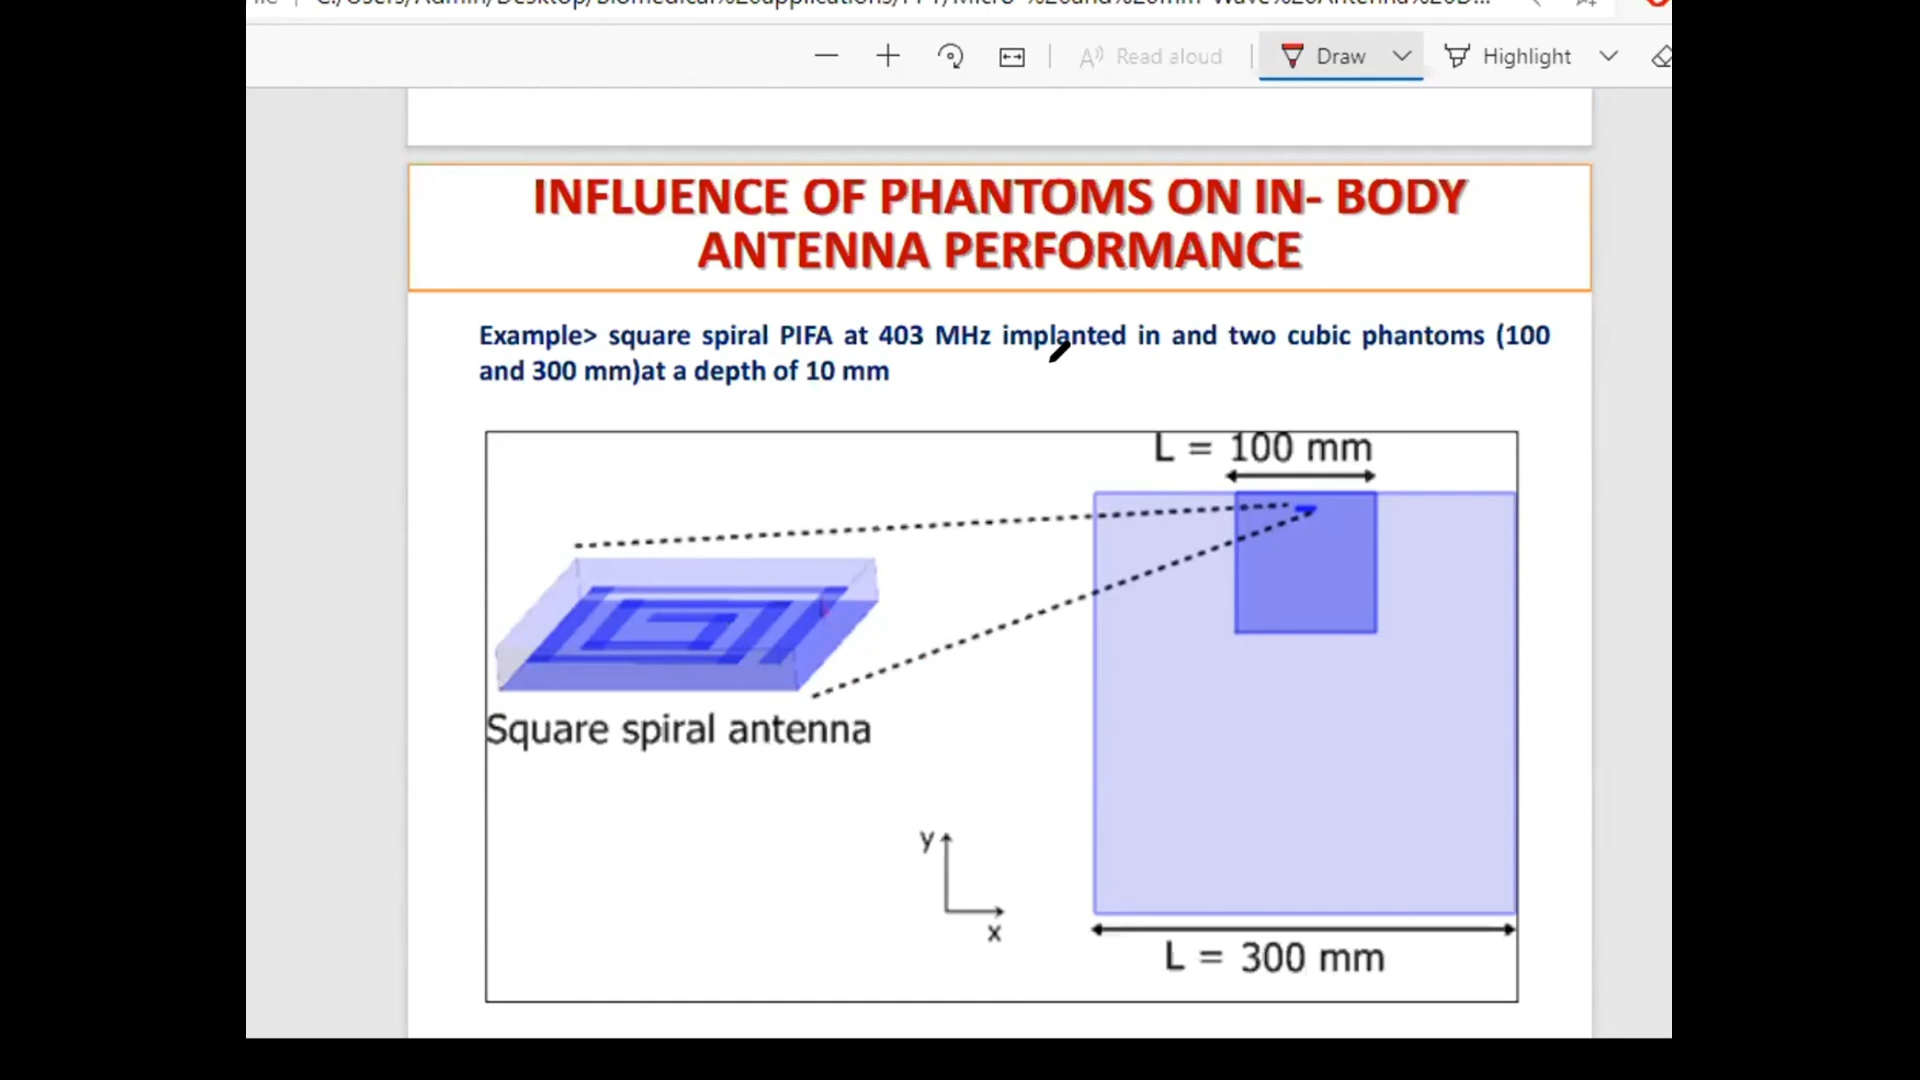 Read aloud
Draw
Highlight
INFLUENCE OF PHANTOMS ON IN- BODY
ANTENNA PERFORMANCE
Example> square spiral PIFA at 403 MHz implanted in and two cubic phantoms (100
and 300 mm)at a depth of 10 mm
L = 100 mm
Square spiral antenna
y
x
L = 300 mm